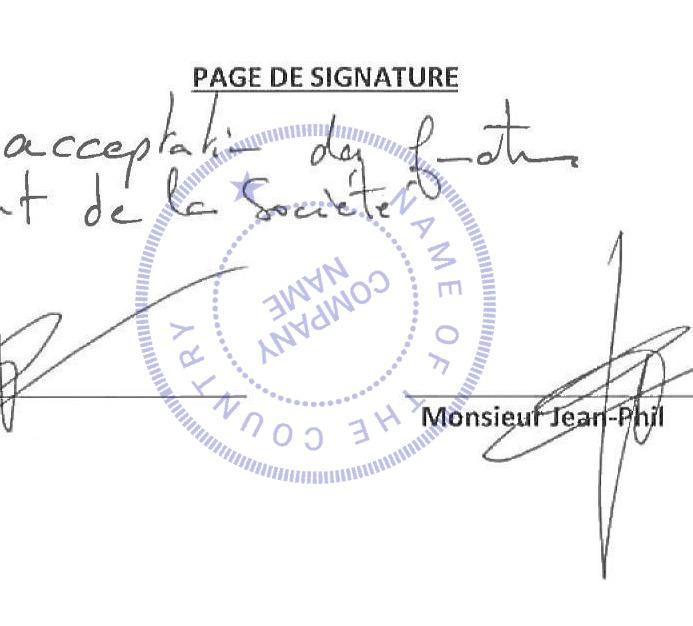 PAGE DE SIGNATURE
acceptation des fonctions
de la Société
NAME OF THE COUNTRY
COMPANY
NAME
Monsieur Jean-Phil